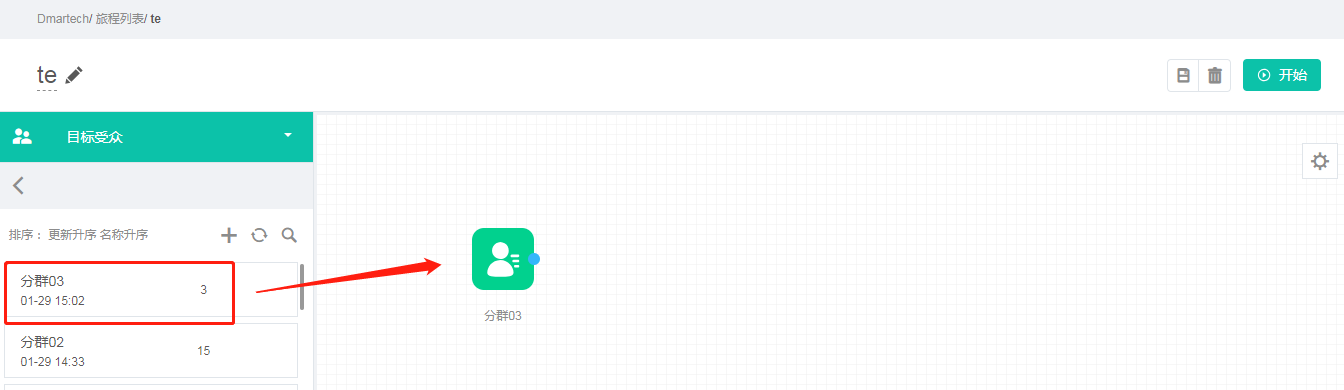 Dmartech/ 旅程列表/ te
te
开始
目标受众
排序： 更新升序 名称升序
分群03
01-29 15:02
3
分群02
01-29 14:33
15
分群03